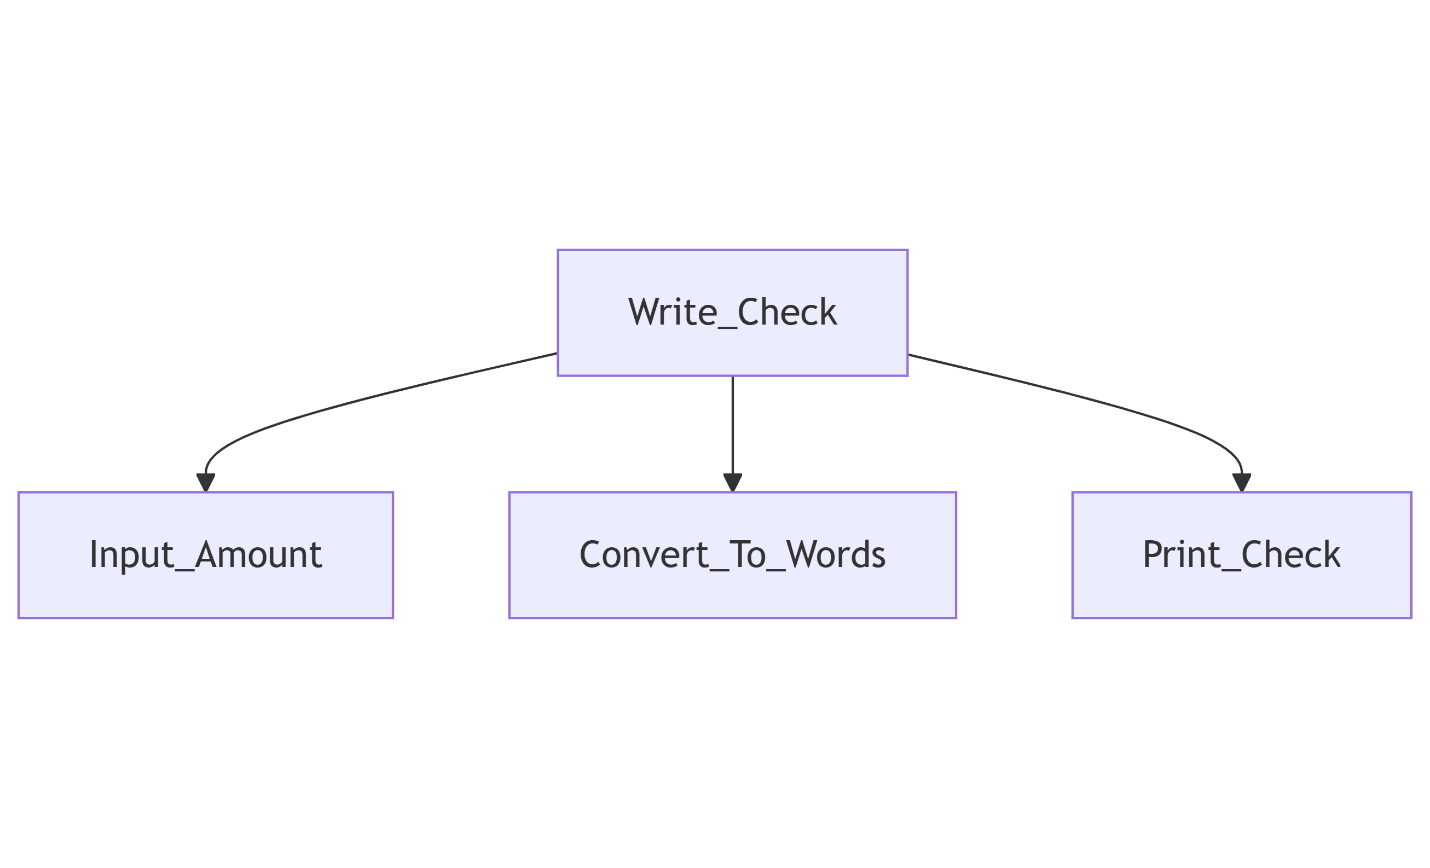 Write_Check
Input_Amount
Convert_To_Words
Print_Check